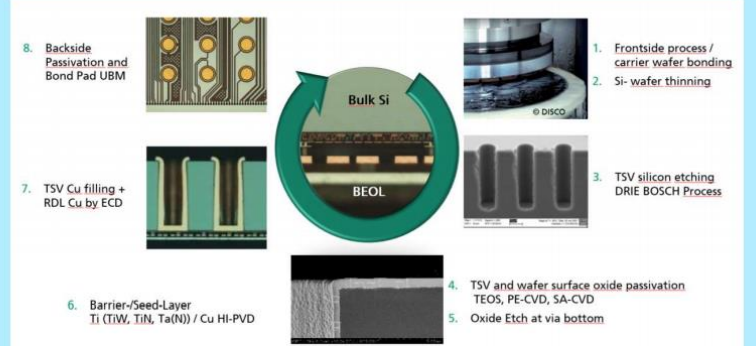 8. Backside
Passivation and
Bond Pad UBM
Bulk Si
BEOL
© DISCO
1. Frontside process /
carrier wafer bonding
2. Si- wafer thinning
3. TSV silicon etching
DRIE BOSCH Process
7. TSV Cu filling +
RDL Cu by ECD
4. TSV and wafer surface oxide passivation
TEOS, PE-CVD, SA-CVD
5. Oxide Etch at via bottom
6. Barrier-/Seed-Layer
Ti (TiW, TiN, Ta(N)) / Cu HI-PVD